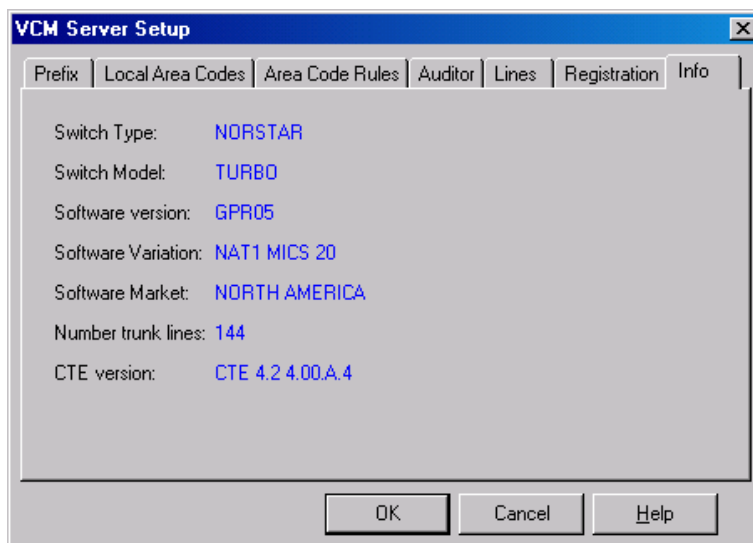 VCM Server Setup
Prefix Local Area Codes Area Code Rules Auditor Lines Registration Info
Switch Type: NORSTAR
Switch Model: TURBO
Software version: GPR05
Software Variation: NAT1 MICS 20
Software Market: NORTH AMERICA
Number trunk lines: 144
CTE version: CTE 4.2 4.00.A.4
OK Cancel Help